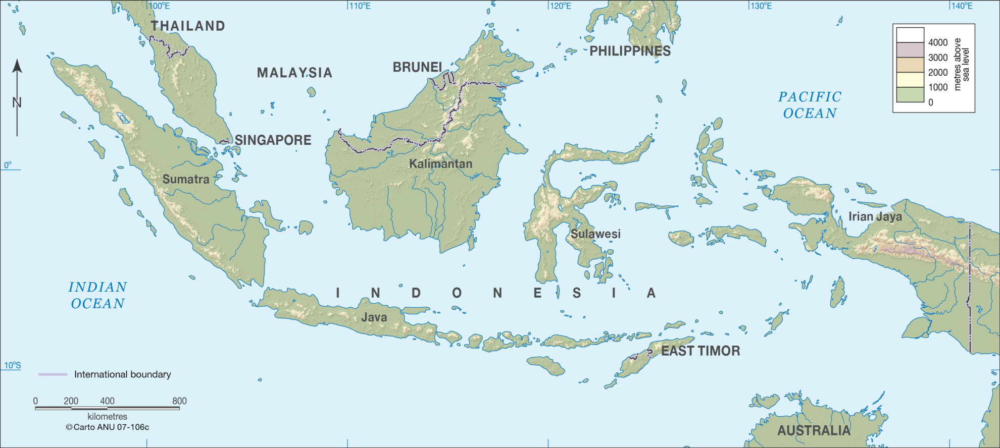 100°E
110°E
120°E
130°E
140°E
THAILAND
4000
3000
2000
1000
0
metres above
sea level
PHILIPPINES
BRUNEI
MALAYSIA
PACIFIC
OCEAN
N
SINGAPORE
0°
Kalimantan
Sumatra
Irian Jaya
Sulawesi
INDIAN
OCEAN
INDONESIA
Java
EAST TIMOR
10°S
International boundary
0 200 400 800
kilometres
© Carto ANU 07-106c
AUSTRALIA